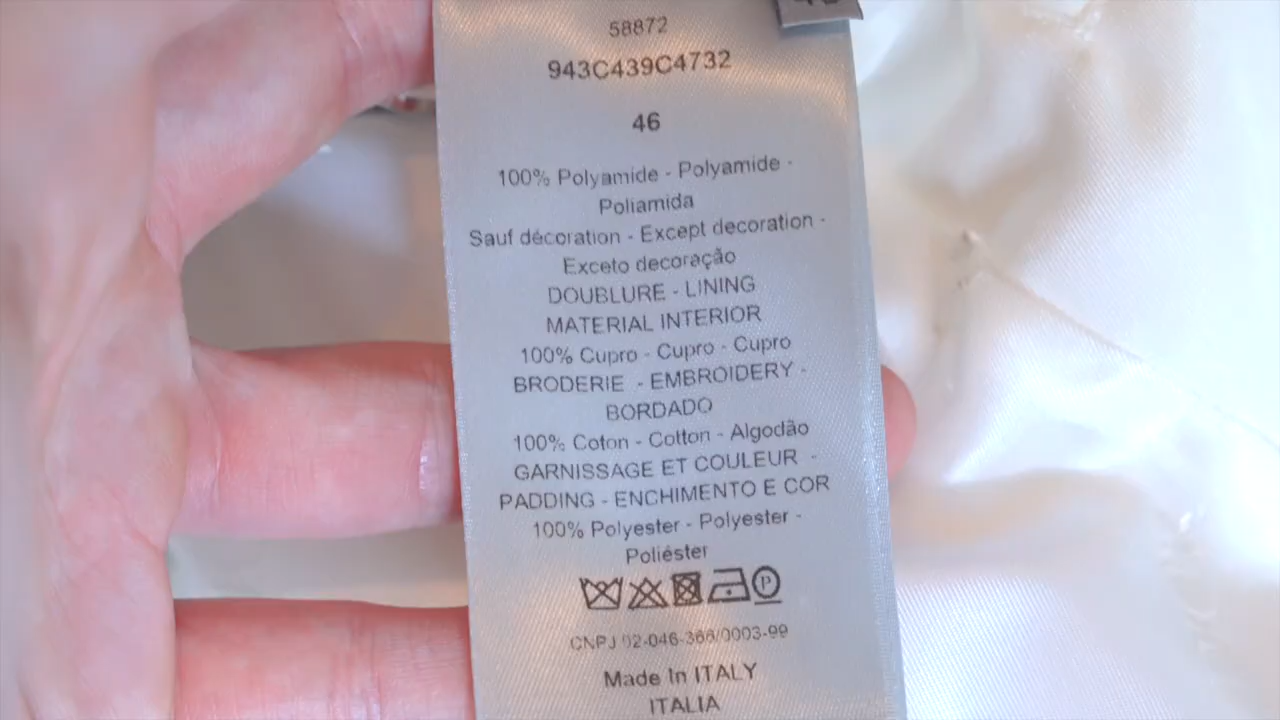 58872
943C439C4732
46
100% Polyamide - Polyamide -
Poliamida
Sauf décoration - Except decoration -
Exceto decoração
DOUBLURE - LINING
MATERIAL INTERIOR
100% Cupro - Cupro - Cupro
BRODERIE - EMBROIDERY -
BORDADO
100% Coton - Cotton - Algodão
GARNISSAGE ET COULEUR -
PADDING - ENCHIMENTO E COR
100% Polyester - Polyester -
Poliéster
P
CNPJ 02-046-366/0003-99
Made In ITALY
ITALIA